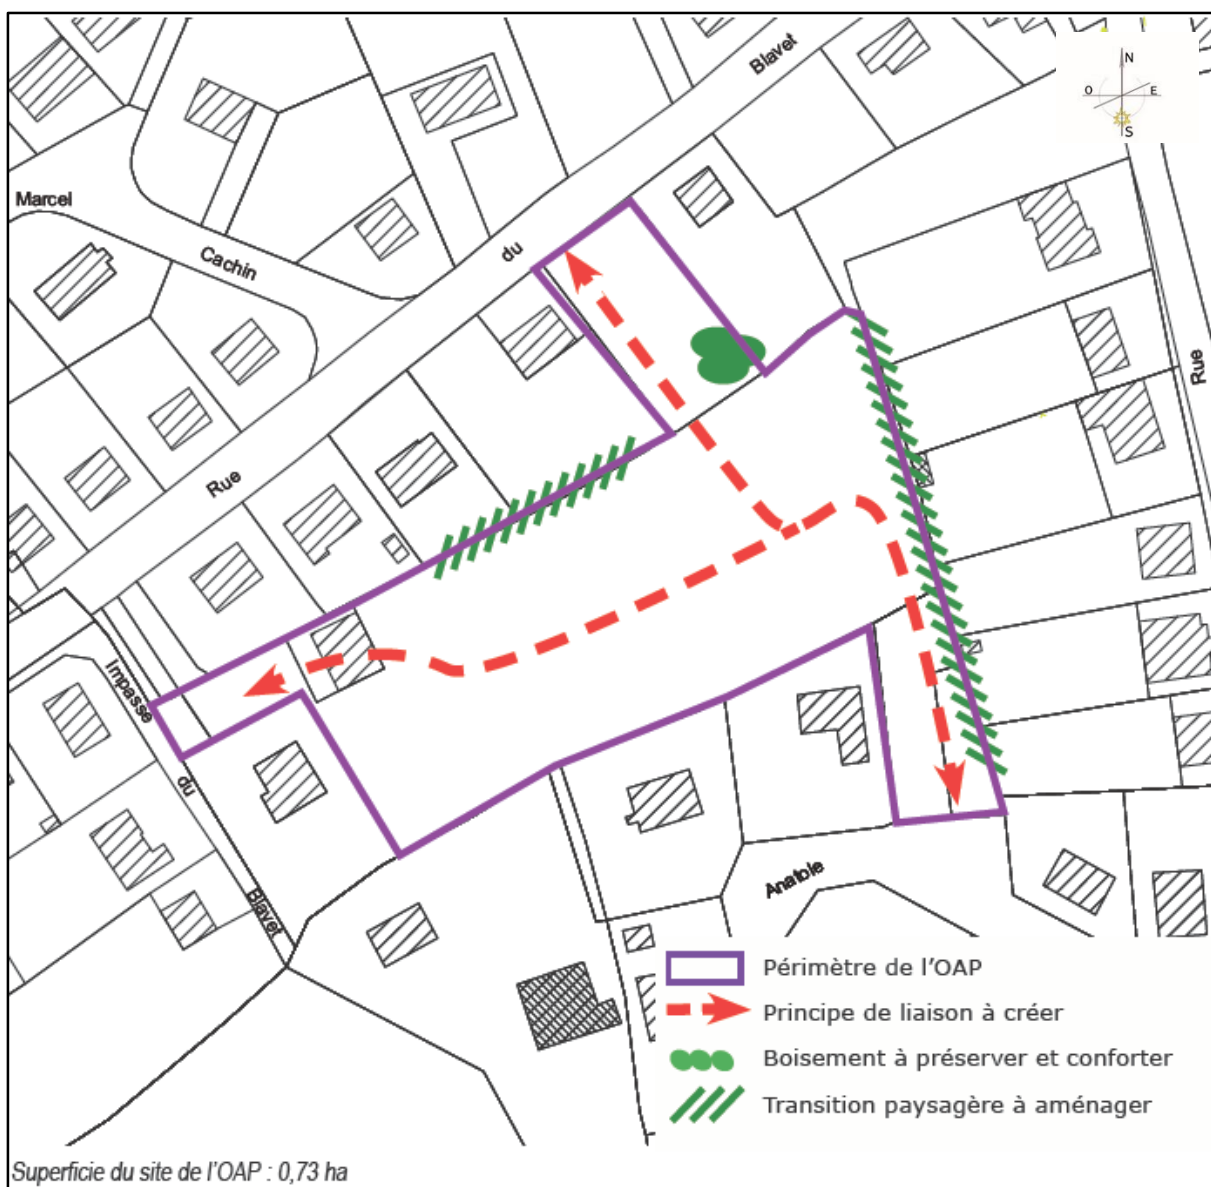 Blavet
N
O E
S
du
Marcel
Cachin
Rue
Rue
Impasse
du
Blavet
Anatole
Périmètre de l'OAP
Principe de liaison à créer
Boisement à préserver et conforter
Transition paysagère à aménager
Superficie du site de l'OAP : 0,73 ha